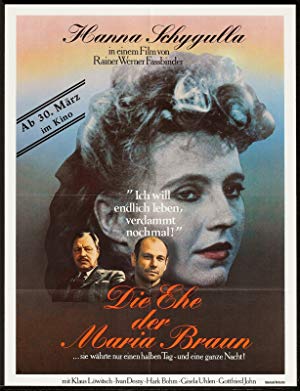 Hanna Schygulla
in einem Film von
Rainer Werner Fassbinder
Ab 30. März
im Kino
"Ich will
endlich leben,
verdammt
nochmal!"
Die Ehe
der
Maria Braun
...sie währte nur einen halben Tag - und eine ganze Nacht!
mit Klaus Löwitsch · Ivan Desny · Hark Bohm · Gisela Uhlen · Gottfried John